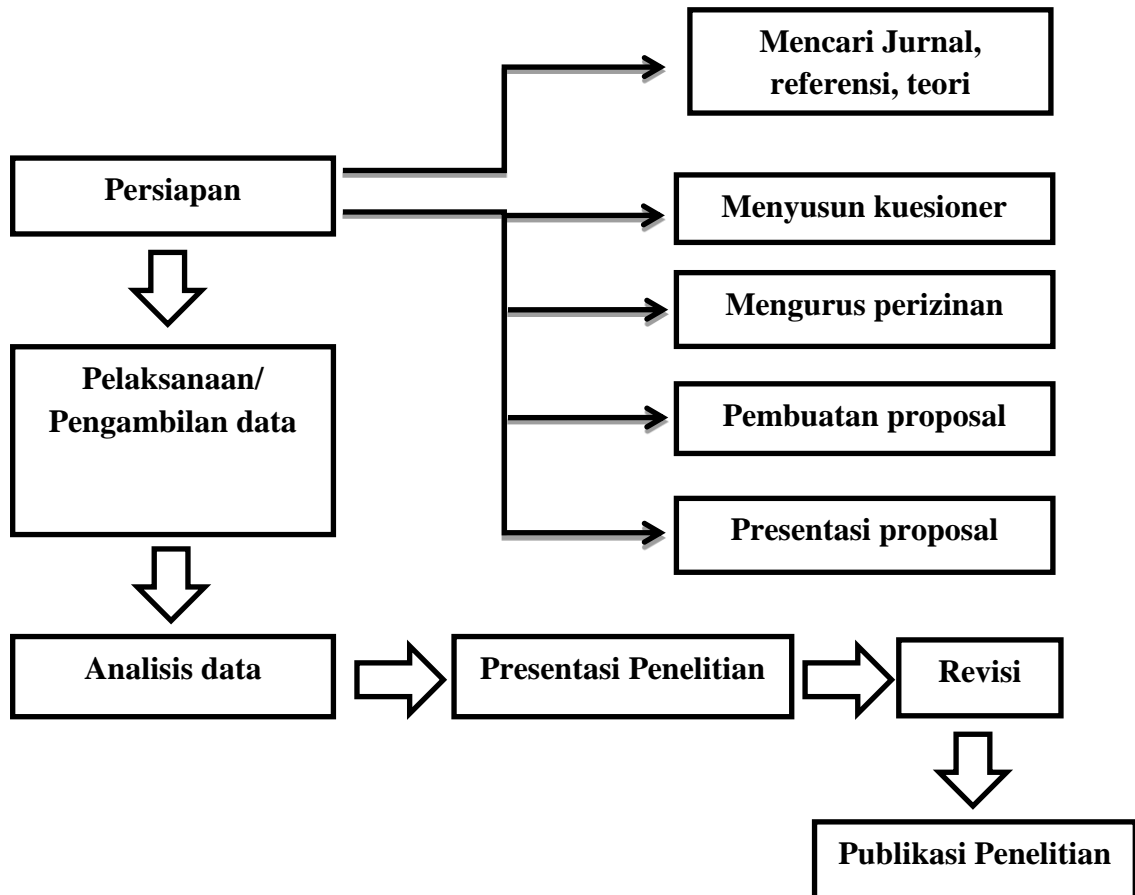 Mencari Jurnal,
referensi, teori
Persiapan
Menyusun kuesioner
Mengurus perizinan
Pelaksanaan/
Pengambilan data
Pembuatan proposal
Presentasi proposal
Analisis data
Presentasi Penelitian
Revisi
Publikasi Penelitian